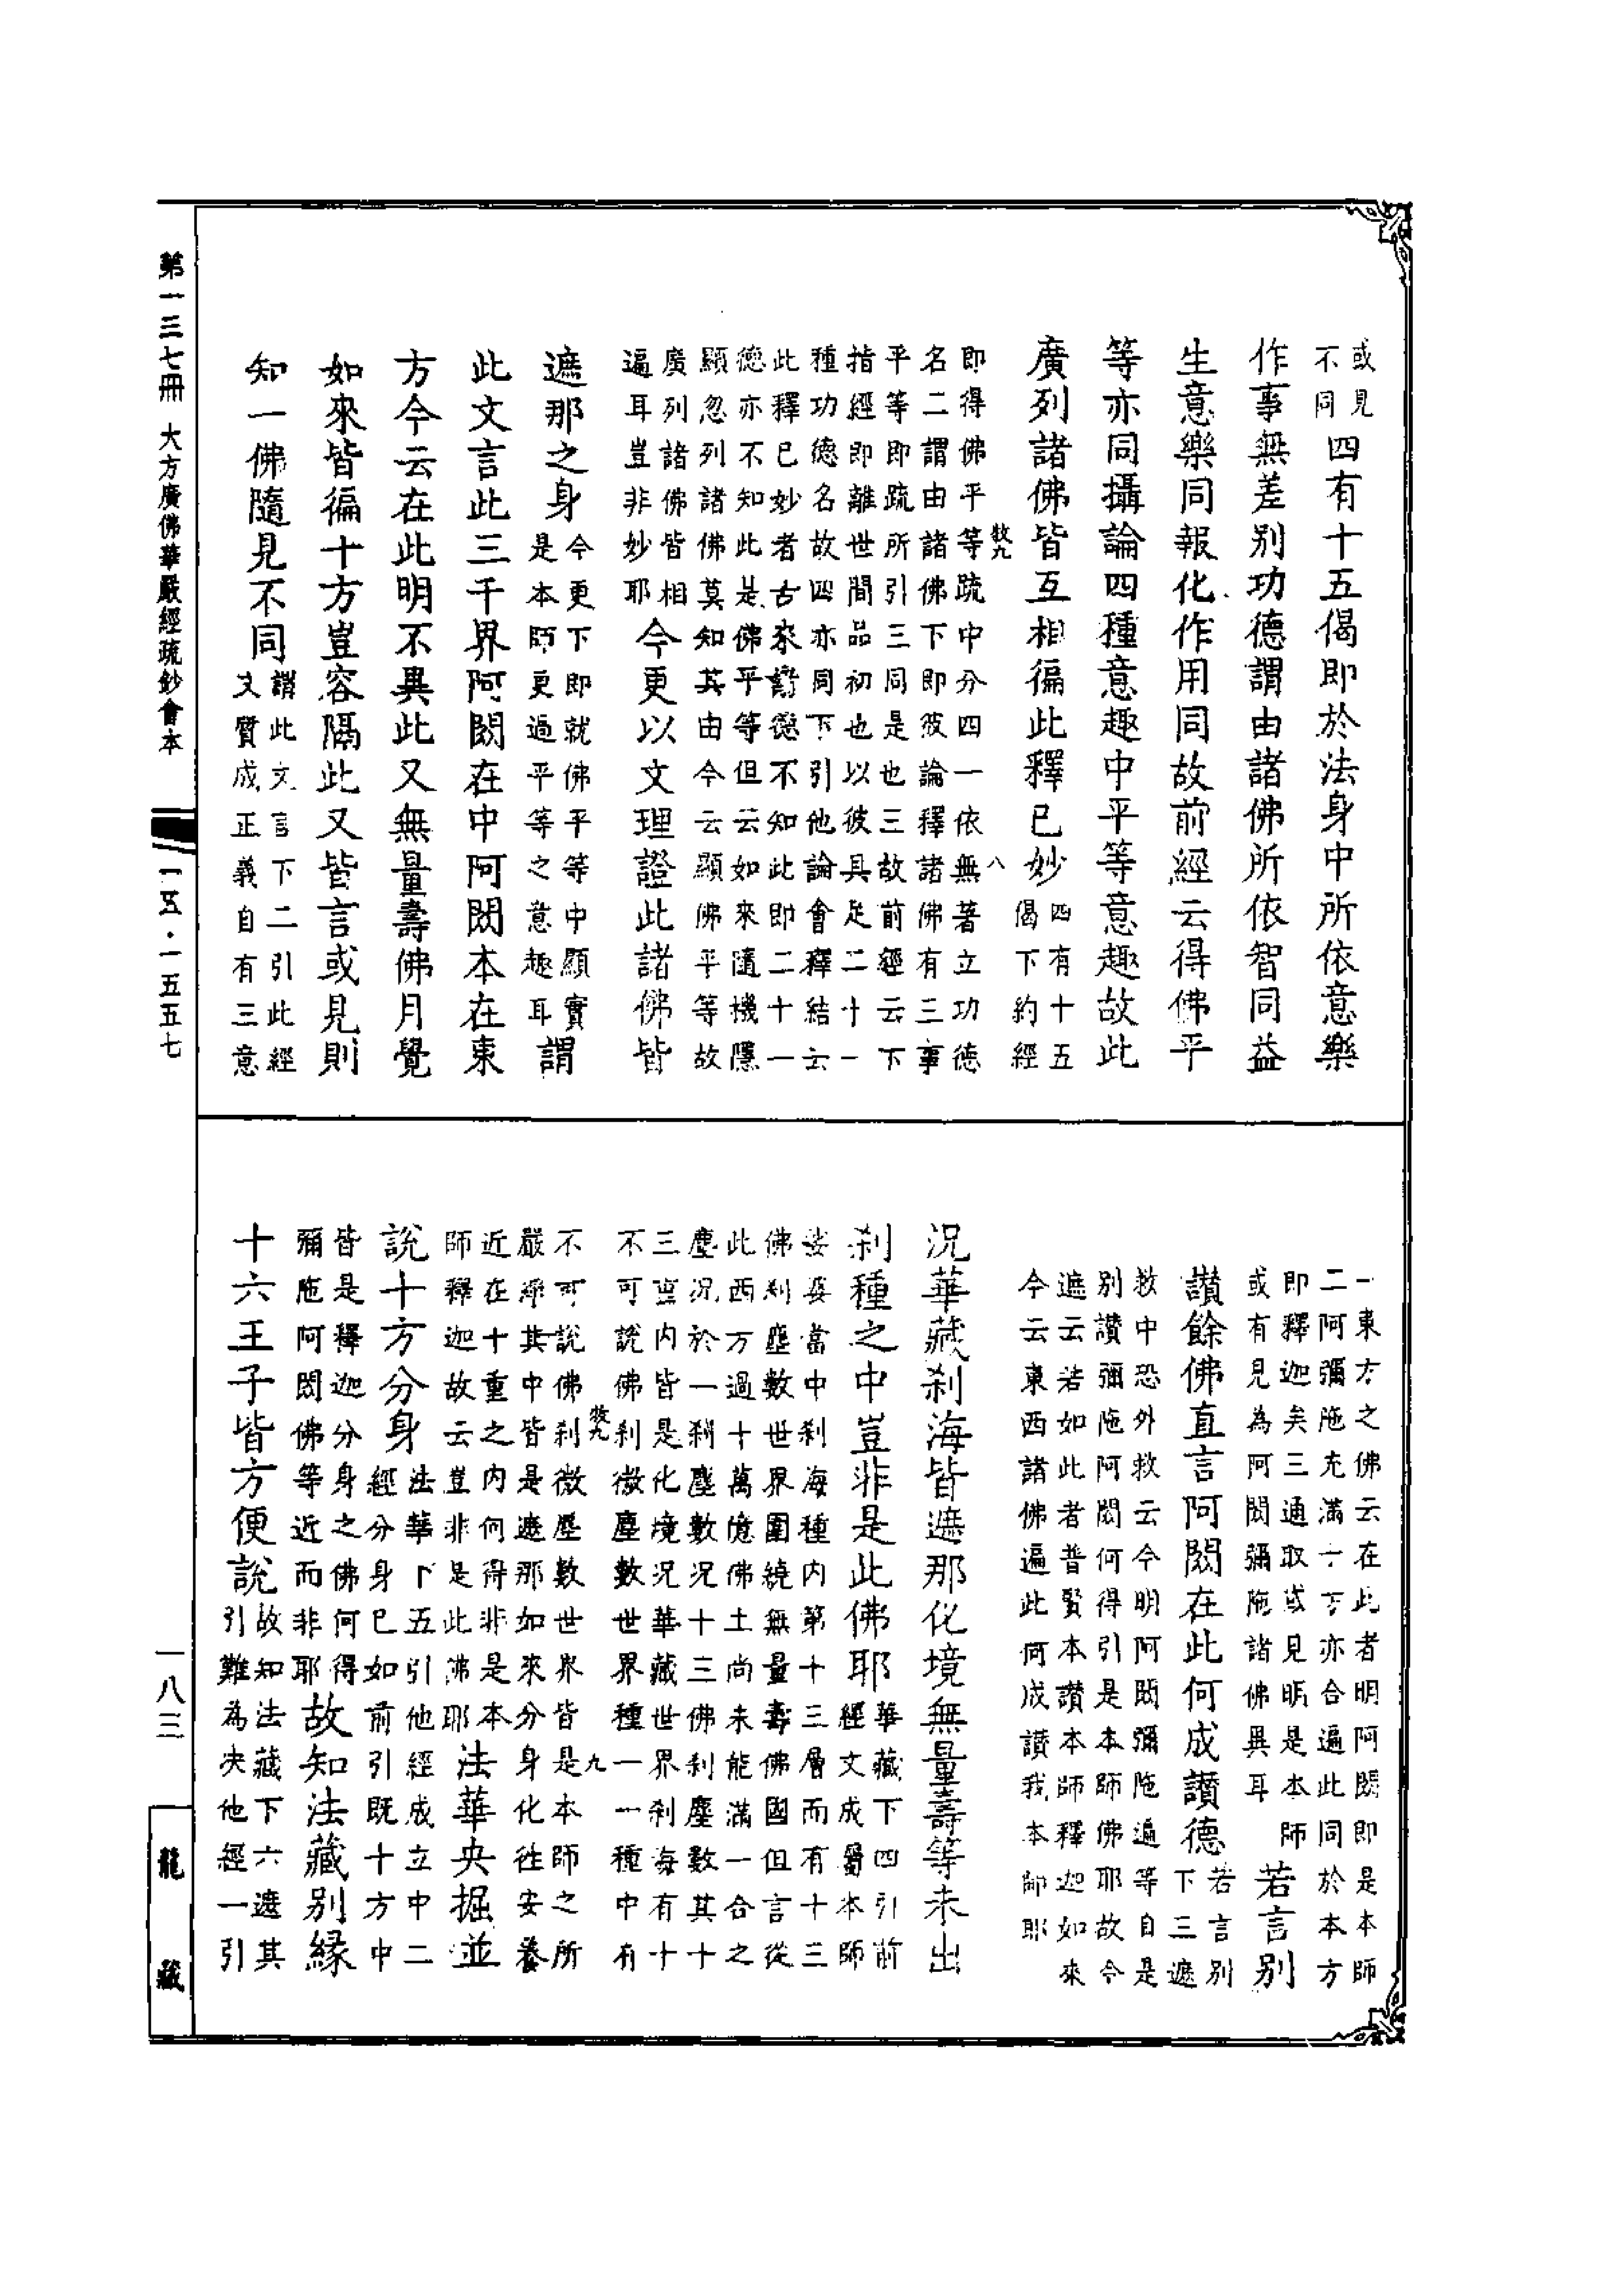 或見
不同
四有十五偈即於法身中所依意樂
作事無差別功德謂由諸佛所依智同益
生意樂同報化作用同故前經云得佛平
等亦同攝論四種意趣中平等意趣故此
廣列諸佛皆互相徧此釋已妙
四有十五
偈下約經
即得佛平等疏中分四一依無著立功德
名二謂由諸佛下即彼論釋諸佛有三事
平等即疏所引三同是也三故前經云下
指經即離世間品初也以彼具足二十一
種功德名故四亦同下引他論會釋結云
此釋已妙者古來諸德不知此即二十一
德亦不知此是佛平等但云如來隨機隱
顯忽列諸佛莫知其由今云顯佛平等故
廣列諸佛皆相
遍耳豈非妙耶
今更以文理證此諸佛皆
遮那之身
今更下即就佛平等中顯實
是本師更過平等之意趣耳
謂
此文言此三千界阿閦在中阿閦本在東
方今云在此明不異此又無量壽佛月覺
如來皆徧十方豈容隔此又皆言或見則
知一佛隨見不同
謂此文言下二引此經
文質成正義自有三意
牧九
八
第一三七冊 大方廣佛華嚴經疏鈔會本
一五·一五五七
一東方之佛云在此者明阿閦即是本師
二阿彌陁充滿十方亦合遍此同於本方
即釋迦矣三通取或見明是本師
或有見為阿閦彌陁諸佛異耳
若言別
讃餘佛直言阿閦在此何成讃德
若言別
下三遮
救中恐外救云今明阿閦彌陁遍等自是
別讃彌陁阿閦何得引是本師佛耶故今
遮云若如此者普賢本讃本師釋迦如來
今云東西諸佛遍此何成讃我本師耶
況華藏刹海皆遮那化境無量壽等未出
刹種之中豈非是此佛耶
華藏下四引前
經文成屬本師
娑婆當中刹海種內第十三層而有十三
佛刹塵數世界圍繞無量壽佛國但言從
此西方過十萬億佛土尚未能滿一合之
塵況於一刹塵數況十三佛刹塵數其十
三重內皆是化境況華藏世界刹海有十
不可說佛刹微塵數世界種一一種中有
不可說佛刹微塵數世界皆是本師之所
嚴淨其中皆是遮那如來分身化往安養
近在十重之內何得非是本
師釋迦故云豈非是此佛耶
法華央掘並
說十方分身
法華下五引他經成立中二
經分身已如前引既十方中
皆是釋迦分身之佛何得
彌陁阿閦佛等近而非耶
故知法藏別緣
十六王子皆方便說
故知法藏下六遮其
引難為決他經一引
牧九
九
一八三
龍藏